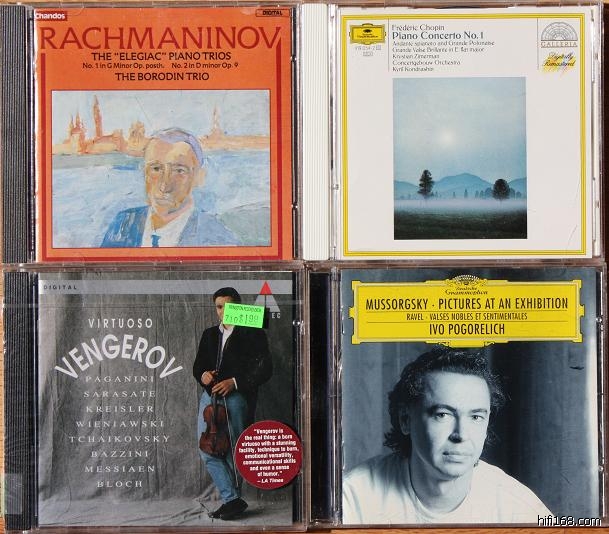 Chandos
DIGITAL
RACHMANINOV
THE "ELEGIAC" PIANO TRIOS
No. 1 in G Minor Op. posth. No. 2 in D minor Op. 9
THE BORODIN TRIO
Deutsche
Grammophon
Frédéric Chopin
Piano Concerto No. 1
Andante spianato and Grande Polonaise
Grande Valse Brillante in E flat major
Krystian Zimerman
Concertgebouw Orchestra
Kyril Kondrashin
GALLERIA
Digitally
Remastered
DIGITAL
VIRTUOSO
VENGEROV
PAGANINI
SARASATE
KREISLER
WIENIAWSKI
TCHAIKOVSKY
BAZZINI
MESSIAEN
BLOCH
$1.99
"Vengerov is
the real thing: a born
virtuoso with a stunning
facility, technique to burn,
emotional versatility,
communicational skills
and even a sense
of humor."
– LA Times
Deutsche
Grammophon
MUSSORGSKY · PICTURES AT AN EXHIBITION
RAVEL · VALSES NOBLES ET SENTIMENTALES
IVO POGORELICH
hifi168.com